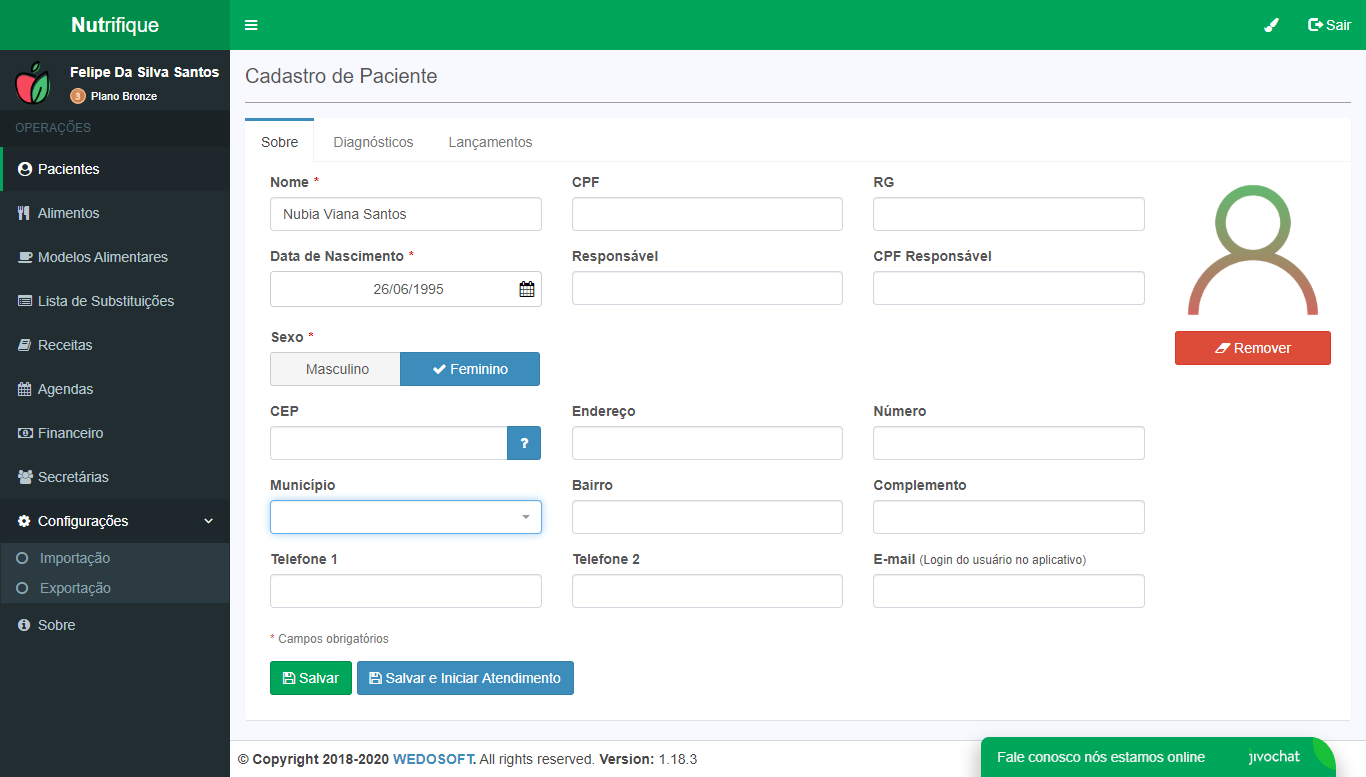 Nutrifique
Sair
Felipe Da Silva Santos
3 Plano Bronze
OPERAÇÕES
Pacientes
Alimentos
Modelos Alimentares
Lista de Substituições
Receitas
Agendas
Financeiro
Secretárias
Configurações
Importação
Exportação
Sobre
Cadastro de Paciente
Sobre Diagnósticos Lançamentos
Nome * CPF RG
Nubia Viana Santos
Data de Nascimento * Responsável CPF Responsável
26/06/1995
Remover
Sexo *
Masculino Feminino
CEP Endereço Número
?
Município Bairro Complemento
Telefone 1 Telefone 2 E-mail (Login do usuário no aplicativo)
* Campos obrigatórios
Salvar Salvar e Iniciar Atendimento
© Copyright 2018-2020 WEDOSOFT. All rights reserved. Version: 1.18.3
Fale conosco nós estamos online jivochat